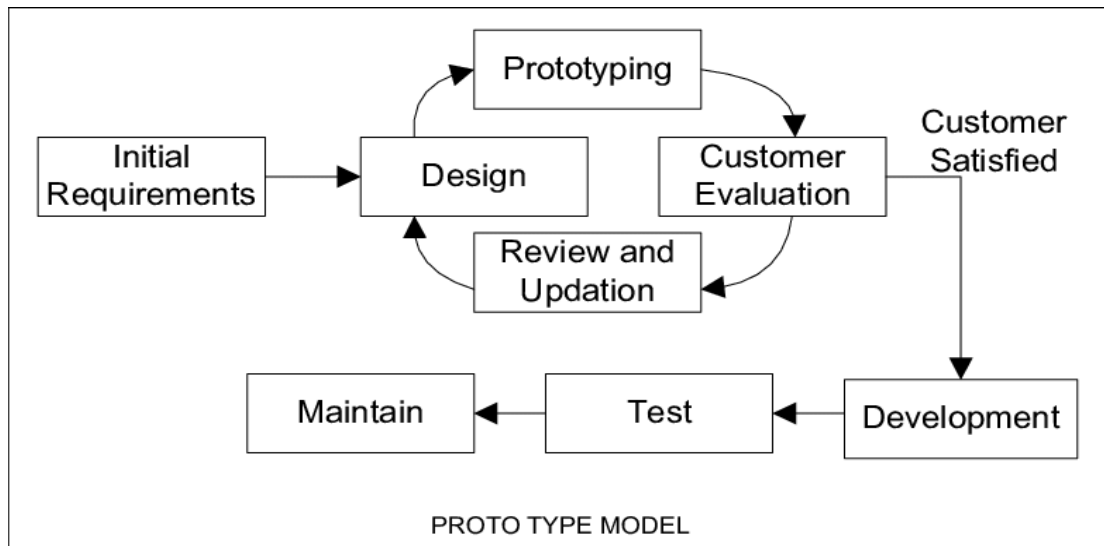 Prototyping
Customer
Satisfied
Initial
Requirements
Design
Customer
Evaluation
Review and
Updation
Maintain
Test
Development
PROTO TYPE MODEL